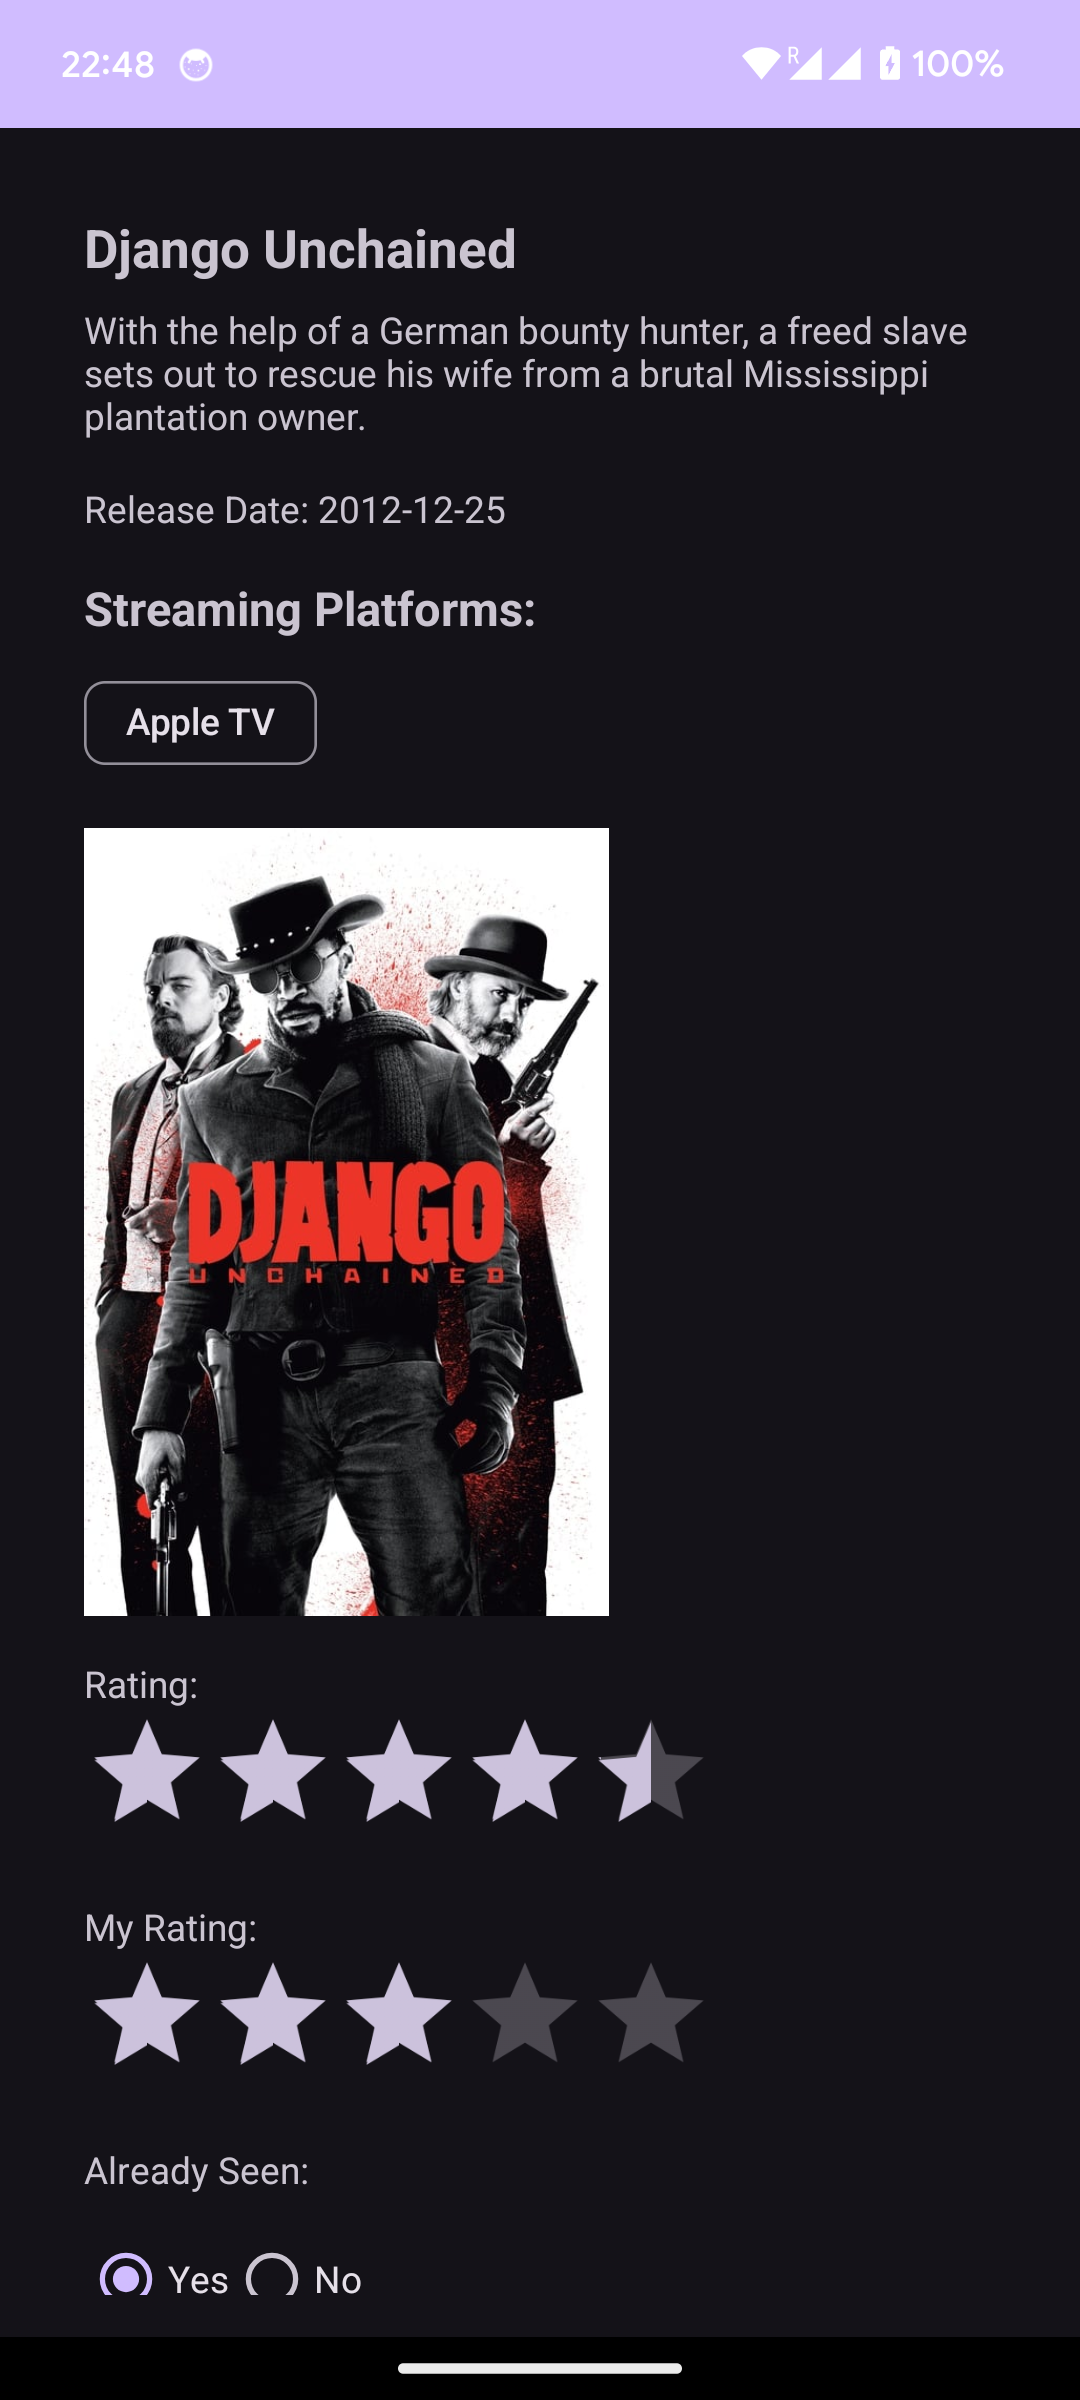 22:48
R
100%
Django Unchained
With the help of a German bounty hunter, a freed slave
sets out to rescue his wife from a brutal Mississippi
plantation owner.
Release Date: 2012-12-25
Streaming Platforms:
Apple TV
DJANGO
UNCHAINED
Rating:
My Rating:
Already Seen:
Yes No